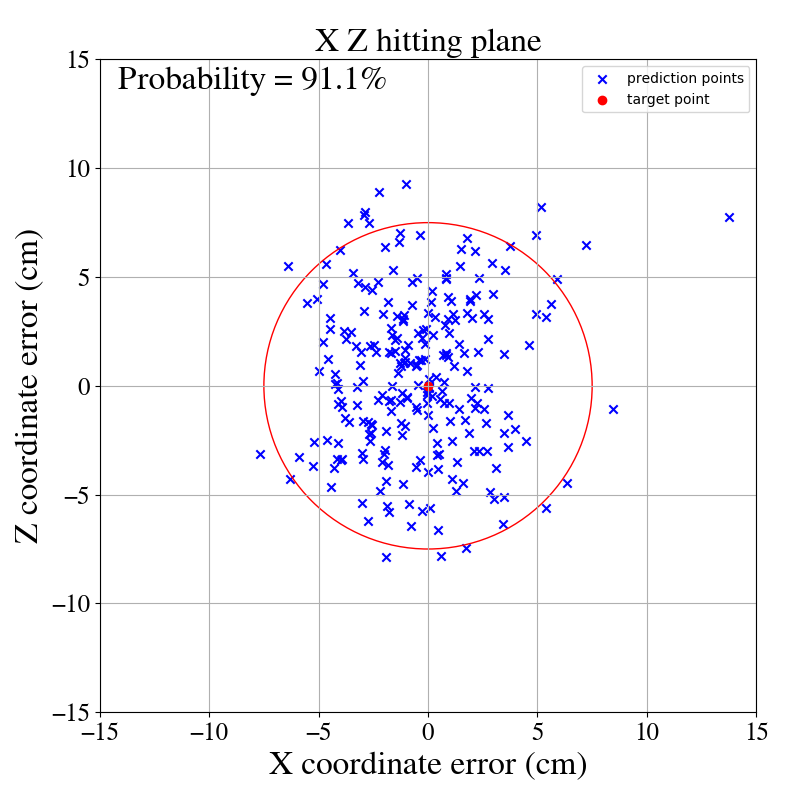 X Z hitting plane
Probability = 91.1%
prediction points
target point
15
10
5
0
−5
−10
−15
Z coordinate error (cm)
−15 −10 −5 0 5 10 15
X coordinate error (cm)